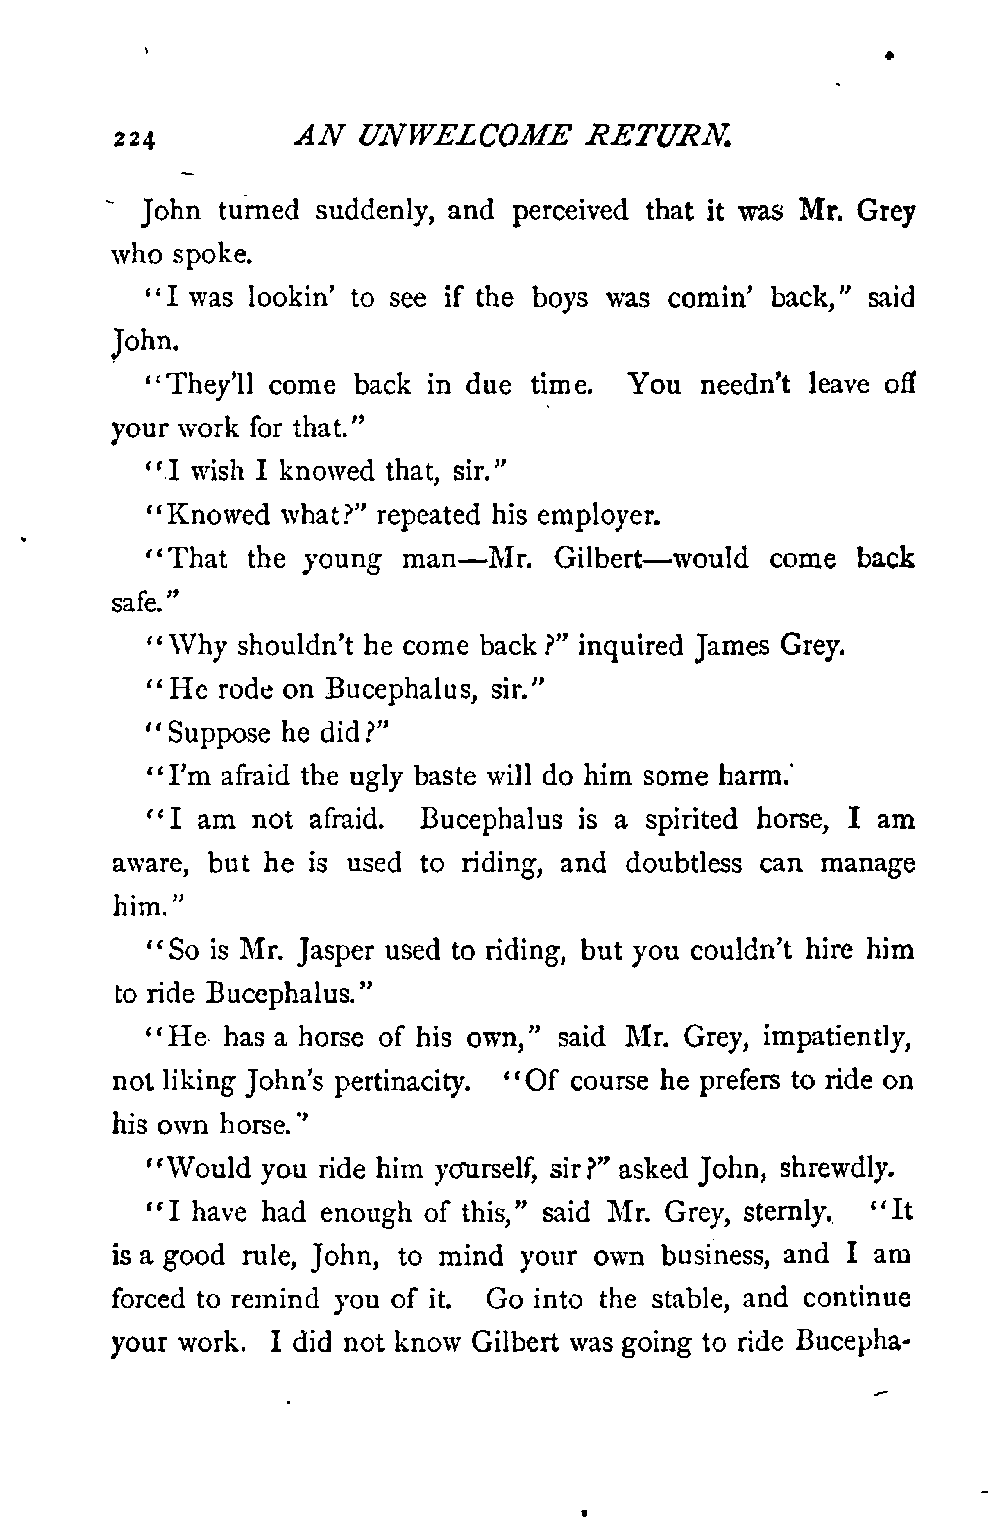 224 AN UNWELCOME RETURN.
John turned suddenly, and perceived that it was Mr. Grey
who spoke.
"I was lookin' to see if the boys was comin' back," said
John.
"They'll come back in due time. You needn't leave off
your work for that."
"I wish I knowed that, sir."
"Knowed what?" repeated his employer.
"That the young man—Mr. Gilbert—would come back
safe."
"Why shouldn't he come back?" inquired James Grey.
"He rode on Bucephalus, sir."
"Suppose he did?"
"I'm afraid the ugly baste will do him some harm.'
"I am not afraid. Bucephalus is a spirited horse, I am
aware, but he is used to riding, and doubtless can manage
him."
"So is Mr. Jasper used to riding, but you couldn't hire him
to ride Bucephalus."
"He has a horse of his own," said Mr. Grey, impatiently,
not liking John's pertinacity. "Of course he prefers to ride on
his own horse."
"Would you ride him yourself, sir?" asked John, shrewdly.
"I have had enough of this," said Mr. Grey, sternly. "It
is a good rule, John, to mind your own business, and I am
forced to remind you of it. Go into the stable, and continue
your work. I did not know Gilbert was going to ride Bucepha-